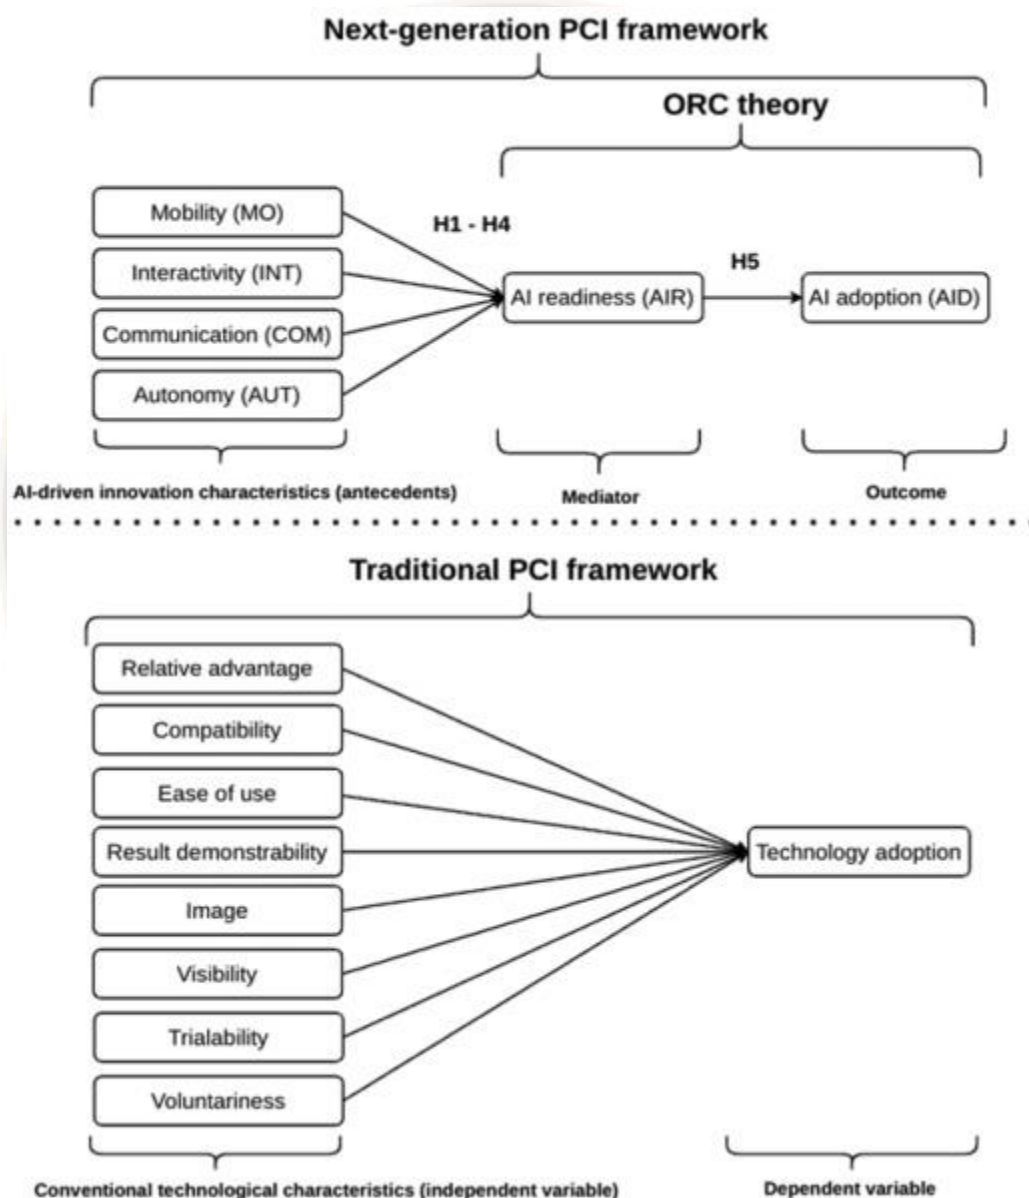 Next-generation PCI framework
ORC theory
Mobility (MO)
H1 - H4
Interactivity (INT)
H5
AI readiness (AIR)
AI adoption (AID)
Communication (COM)
Autonomy (AUT)
AI-driven innovation characteristics (antecedents)
Mediator
Outcome
Traditional PCI framework
Relative advantage
Compatibility
Ease of use
Result demonstrability
Technology adoption
Image
Visibility
Trialability
Voluntariness
Conventional technological characteristics (independent variable)
Dependent variable